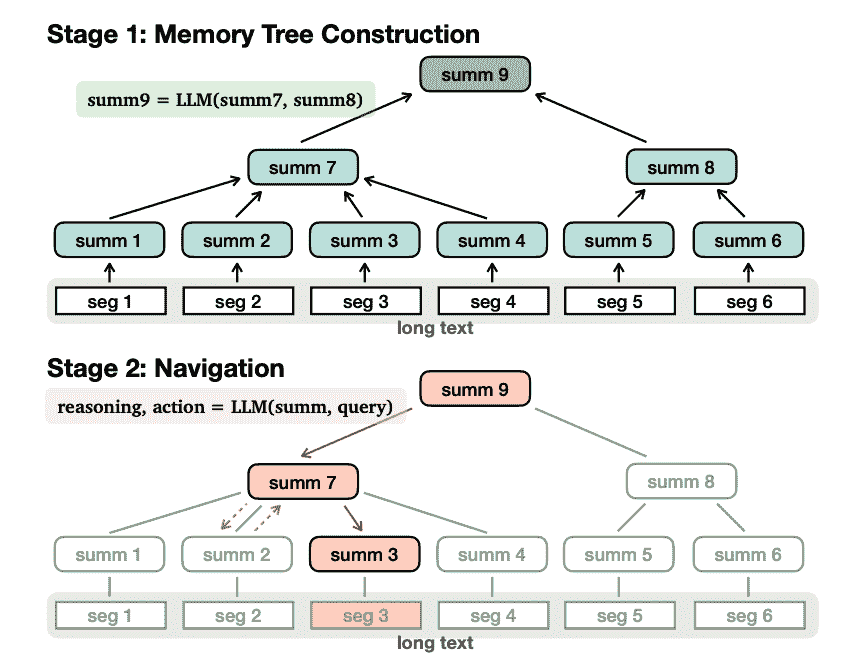 Stage 1: Memory Tree Construction
summ 9
summ9 = LLM(summ7, summ8)
summ 7
summ 8
summ 1
summ 2
summ 3
summ 4
summ 5
summ 6
seg 1
seg 2
seg 3
seg 4
seg 5
seg 6
long text
Stage 2: Navigation
summ 9
reasoning, action = LLM(summ, query)
summ 7
summ 8
summ 1
summ 2
summ 3
summ 4
summ 5
summ 6
seg 1
seg 2
seg 3
seg 4
seg 5
seg 6
long text